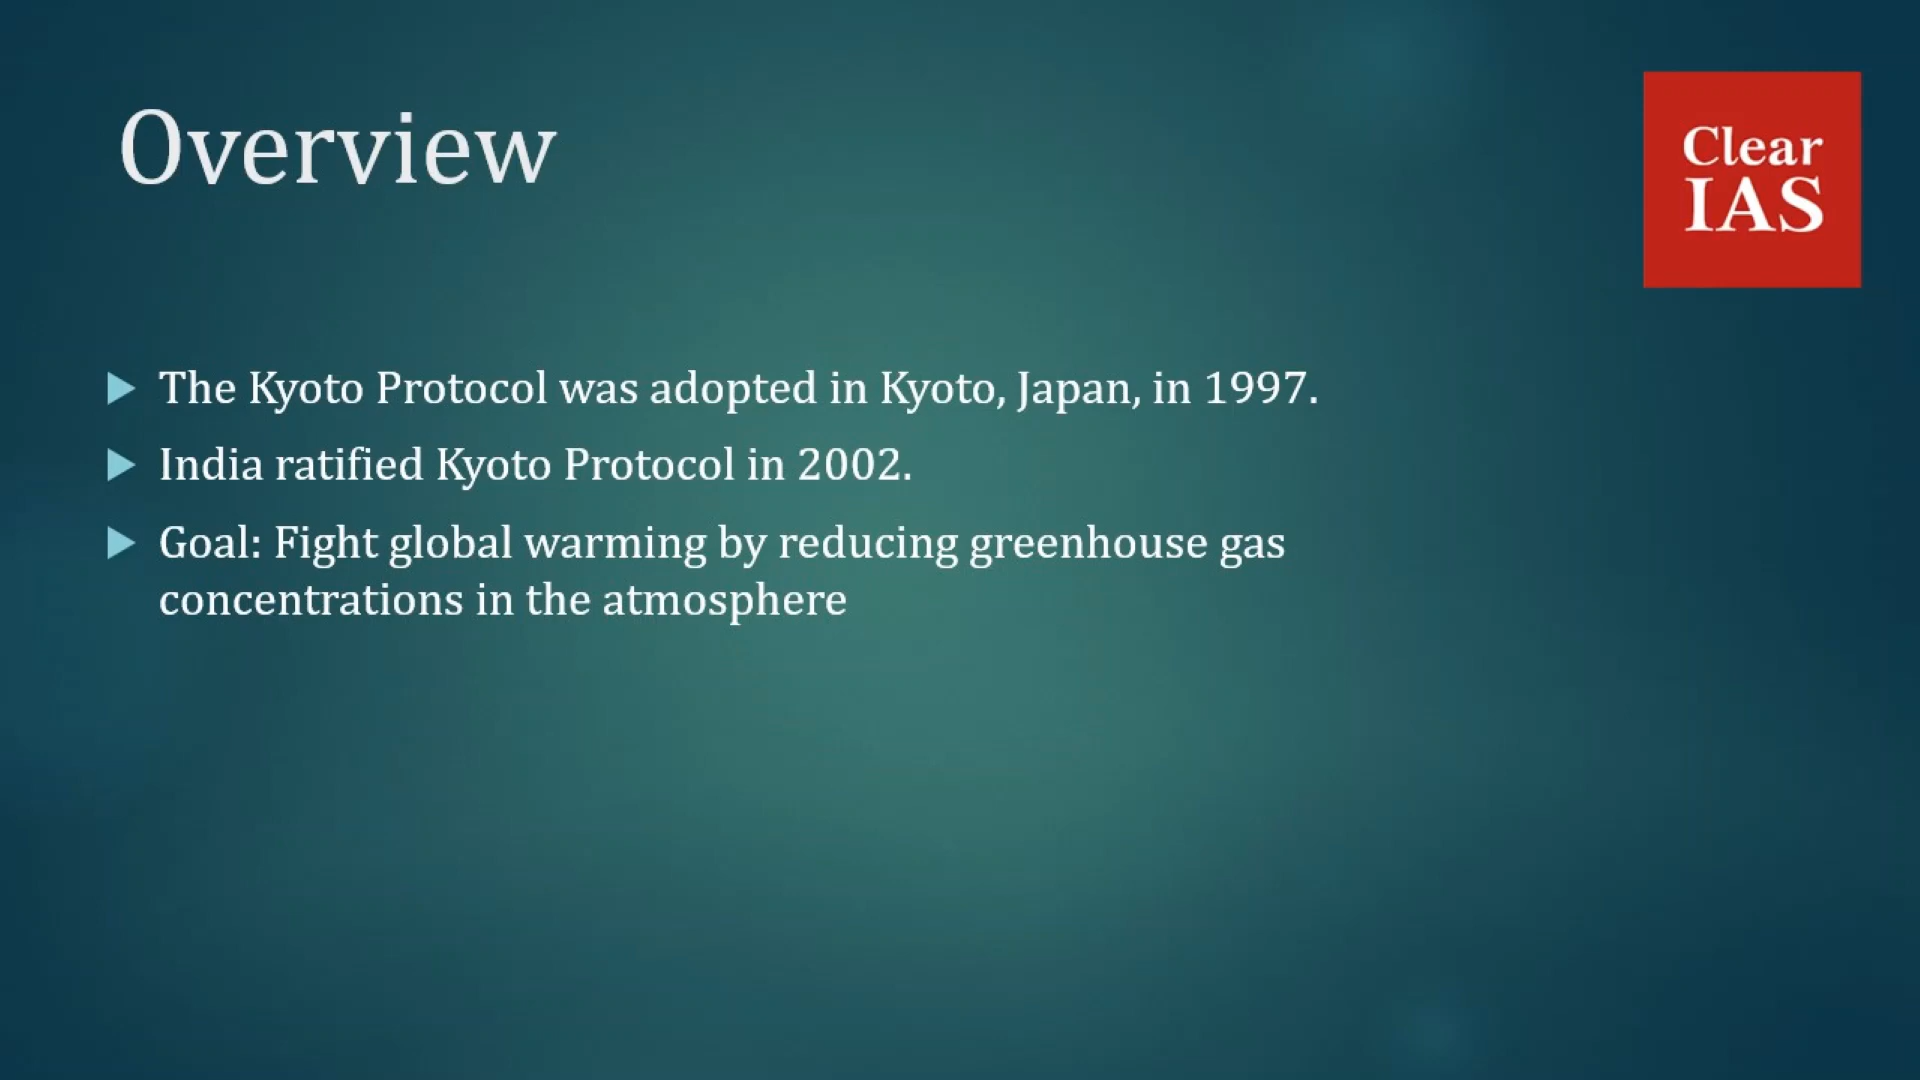 Overview
Clear
IAS
The Kyoto Protocol was adopted in Kyoto, Japan, in 1997.
India ratified Kyoto Protocol in 2002.
Goal: Fight global warming by reducing greenhouse gas
concentrations in the atmosphere